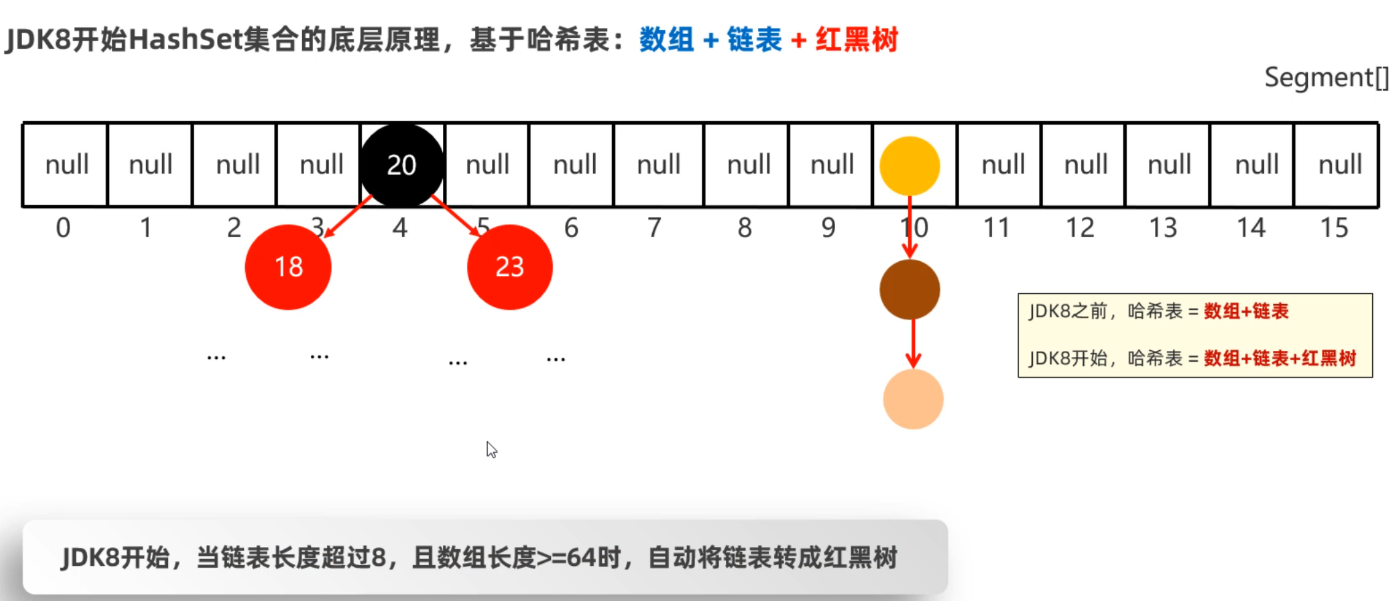 JDK8开始HashSet集合的底层原理，基于哈希表：数组 + 链表 + 红黑树
Segment[]
null null null null 20 null null null null null null null null null null
0 1 2 3 4 5 6 7 8 9 10 11 12 13 14 15
18 23
... ... ... ...
JDK8之前，哈希表 = 数组+链表
JDK8开始，哈希表 = 数组+链表+红黑树
JDK8开始，当链表长度超过8，且数组长度>=64时，自动将链表转成红黑树